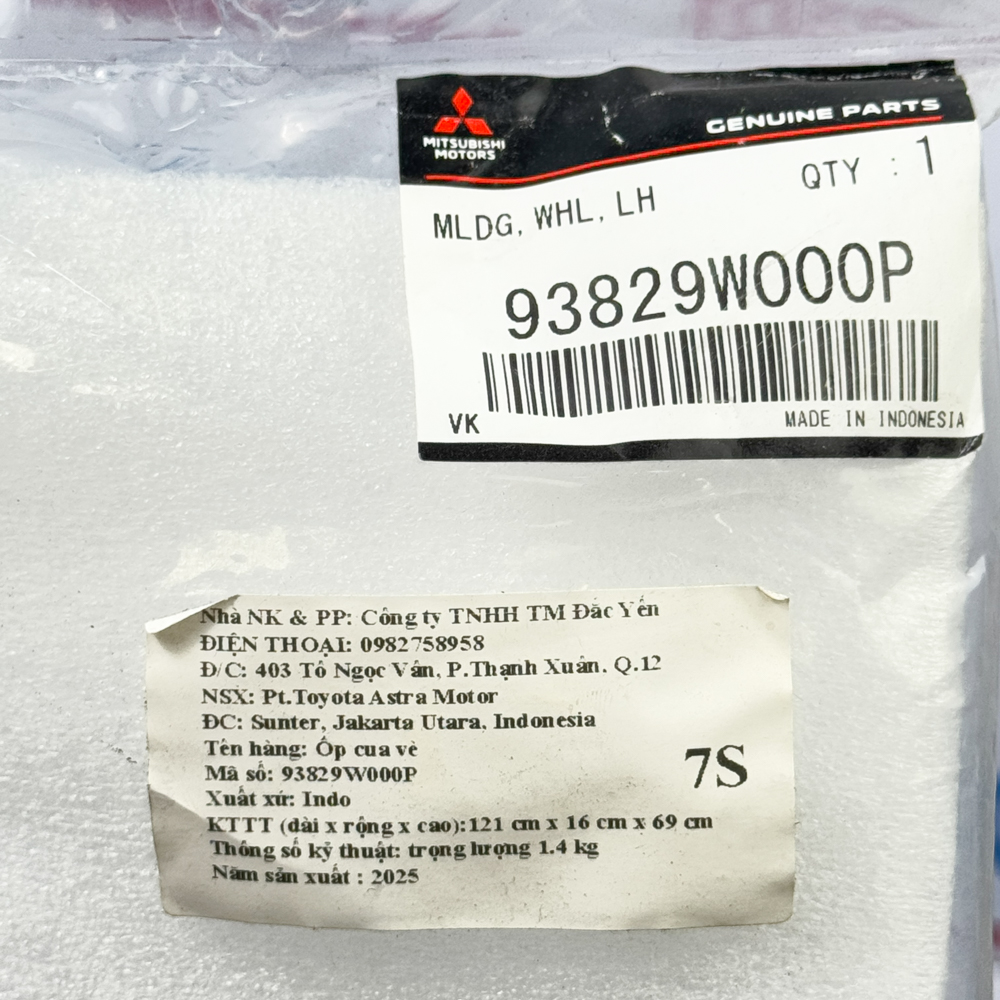 MITSUBISHI
MOTORS
GENUINE PARTS
QTY : 1
MLDG, WHL, LH
93829W000P
VK
MADE IN INDONESIA
Nhà NK & PP: Công ty TNHH TM Đăc Yến
ĐIỆN THOẠI: 0982758958
Đ/C: 403 Tô Ngọc Vân, P.Thạnh Xuân. Q.12
NSX: Pt.Toyota Astra Motor
ĐC: Sunter, Jakarta Utara, Indonesia
Tên hàng: Ốp cua vè
Mã số: 93829W000P
7S
Xuất xứ: Indo
KTTT (dài x rộng x cao):121 cm x 16 cm x 69 cm
Thông số kỹ thuật: trọng lượng 1.4 kg
Năm sản xuất : 2025